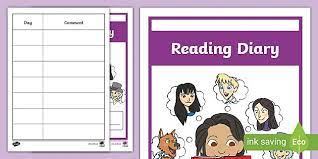 Day
Comment
Reading Diary
ink saving
Eco